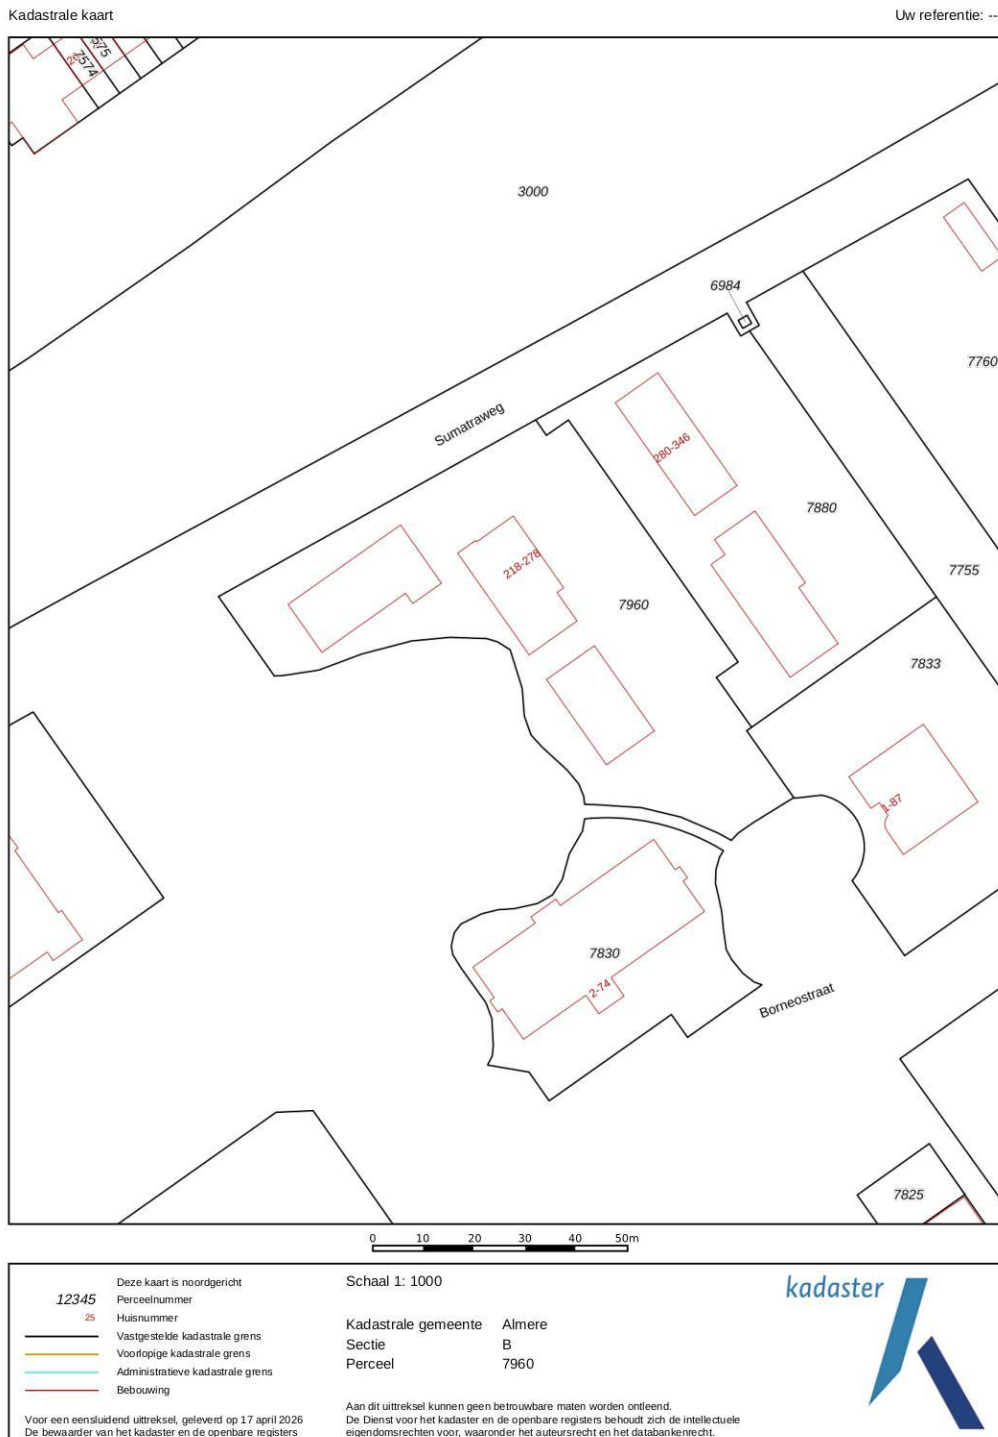 Kadastrale kaart
Uw referentie: --
26
7574
575
3000
6984
7760
Sumatraweg
280-346
7880
218-278
7960
7755
7833
1-87
7830
2-74
Borneostraat
7825
0 10 20 30 40 50m
Deze kaart is noordgericht
12345 Perceelnummer
25 Huisnummer
Vastgestelde kadastrale grens
Voorlopige kadastrale grens
Administratieve kadastrale grens
Bebouwing
Voor een eensluidend uittreksel, geleverd op 17 april 2026
De bewaarder van het kadaster en de openbare registers
Schaal 1: 1000
Kadastrale gemeente Almere
Sectie B
Perceel 7960
Aan dit uittreksel kunnen geen betrouwbare maten worden ontleend.
De Dienst voor het kadaster en de openbare registers behoudt zich de intellectuele
eigendomsrechten voor, waaronder het auteursrecht en het databankenrecht.
kadaster